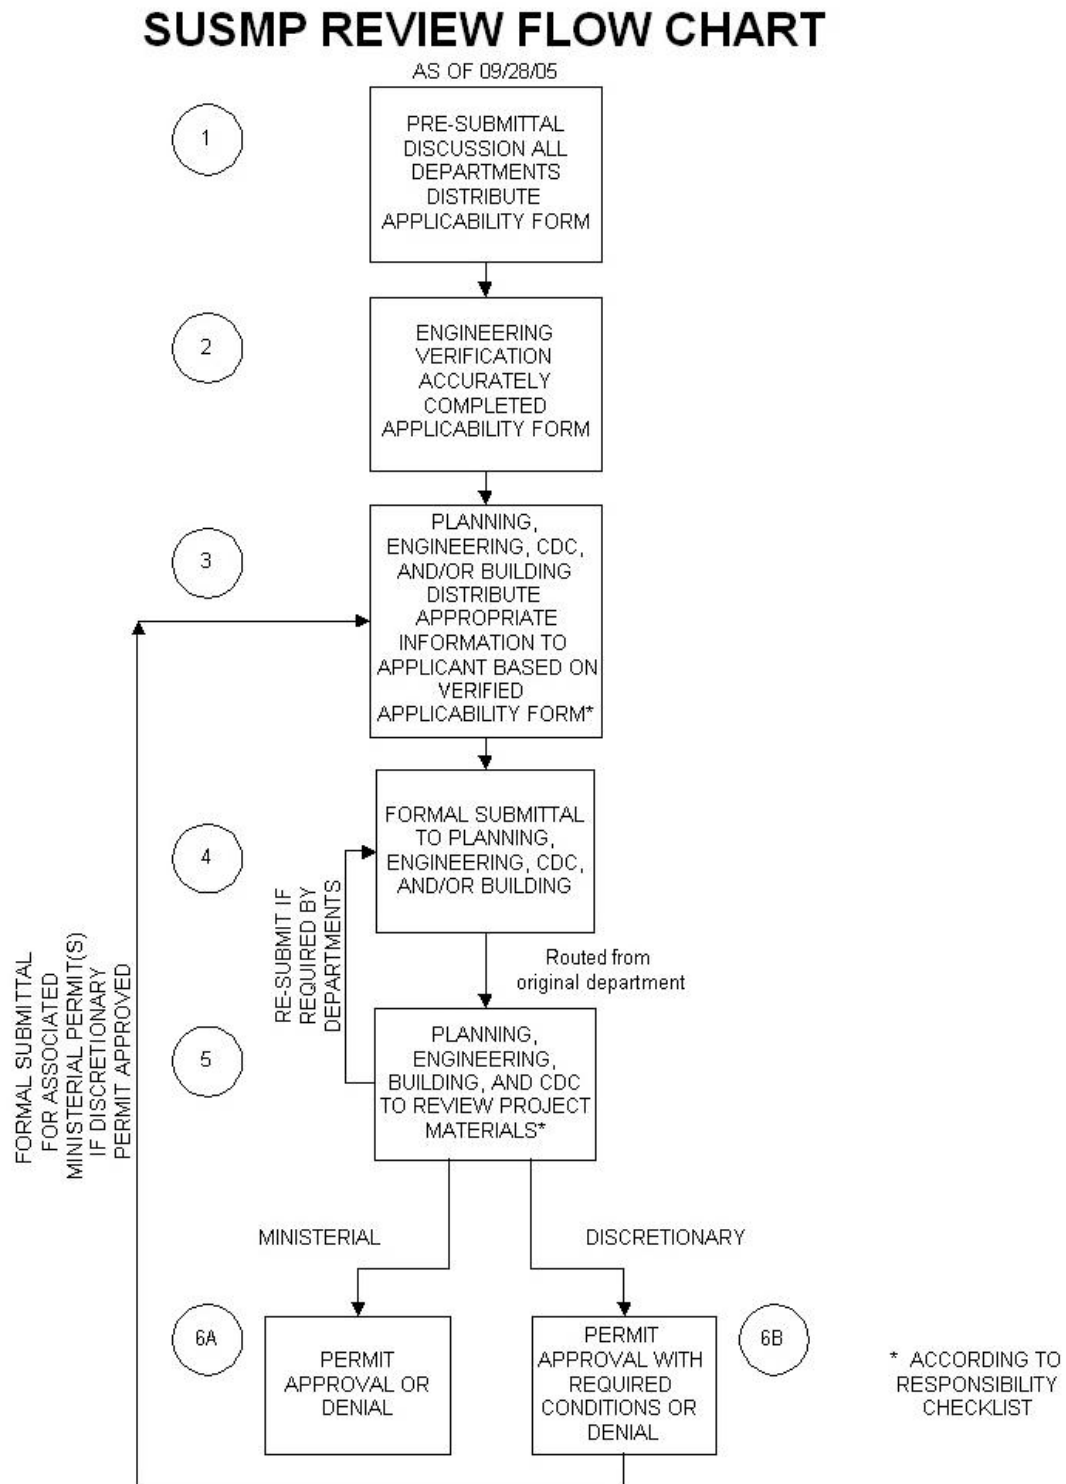 SUSMP REVIEW FLOW CHART
AS OF 09/28/05
1
PRE-SUBMITTAL
DISCUSSION ALL
DEPARTMENTS
DISTRIBUTE
APPLICABILITY FORM
2
ENGINEERING
VERIFICATION
ACCURATELY
COMPLETED
APPLICABILITY FORM
3
PLANNING,
ENGINEERING, CDC,
AND/OR BUILDING
DISTRIBUTE
APPROPRIATE
INFORMATION TO
APPLICANT BASED ON
VERIFIED
APPLICABILITY FORM*
4
FORMAL SUBMITTAL
TO PLANNING,
ENGINEERING, CDC,
AND/OR BUILDING
RE-SUBMIT IF
REQUIRED BY
DEPARTMENTS
Routed from
original department
FORMAL SUBMITTAL
FOR ASSOCIATED
MINISTERIAL PERMIT(S)
IF DISCRETIONARY
PERMIT APPROVED
5
PLANNING,
ENGINEERING,
BUILDING, AND CDC
TO REVIEW PROJECT
MATERIALS*
MINISTERIAL
DISCRETIONARY
6A
PERMIT
APPROVAL OR
DENIAL
PERMIT
APPROVAL WITH
REQUIRED
CONDITIONS OR
DENIAL
6B
* ACCORDING TO
RESPONSIBILITY
CHECKLIST